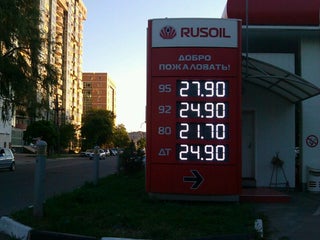 RUSOIL
ДОБРО
ПОЖАЛОВАТЬ!
95 27.90
92 24.90
80 21.70
ДТ 24.90